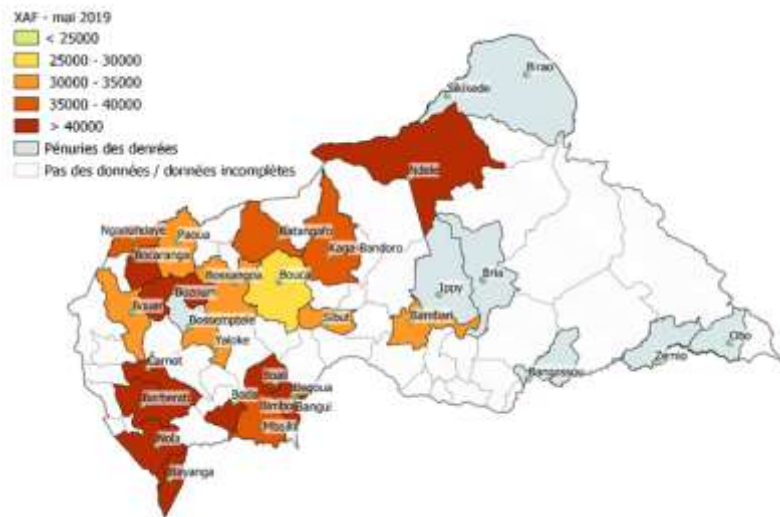 XAF - mai 2019
< 25000
25000 - 30000
30000 - 35000
35000 - 40000
> 40000
Pénuries des denrées
Pas des données / données incomplètes
Birao
Sikikede
Ndele
Ngaoundaye
Paoua
Batangafo
Kaga-Bandoro
Bocaranga
Bossangoa
Bouca
Bria
Ippy
Bouar
Bozoum
Bossemptele
Sibut
Bambari
Yaloke
Obo
Zemio
Bangassou
Carnot
Boali
Berberati
Boda
Begoua
Bimbo
Bangui
Mbaiki
Nola
Bayanga